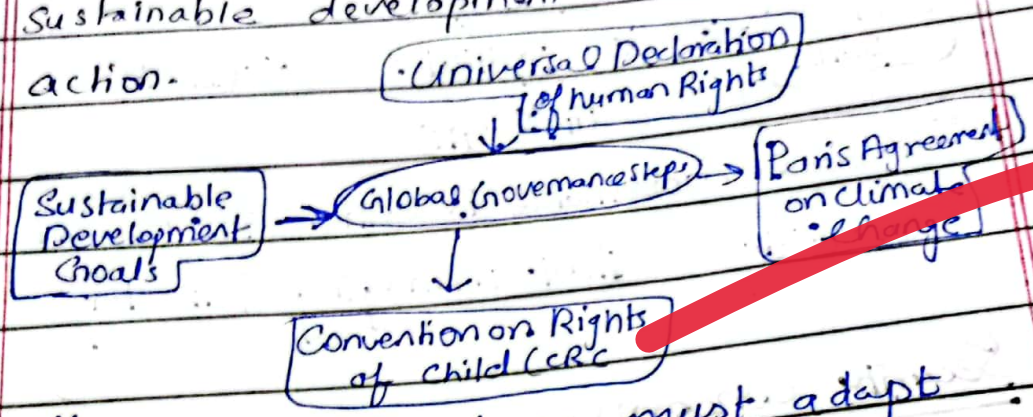 Sustainable development
action.
Universal Declaration
of human Rights
Sustainable
Development
Goals
Global Governance steps
Paris Agreement
on Climate
change
Convention on Rights
of Child (CRC
must adapt